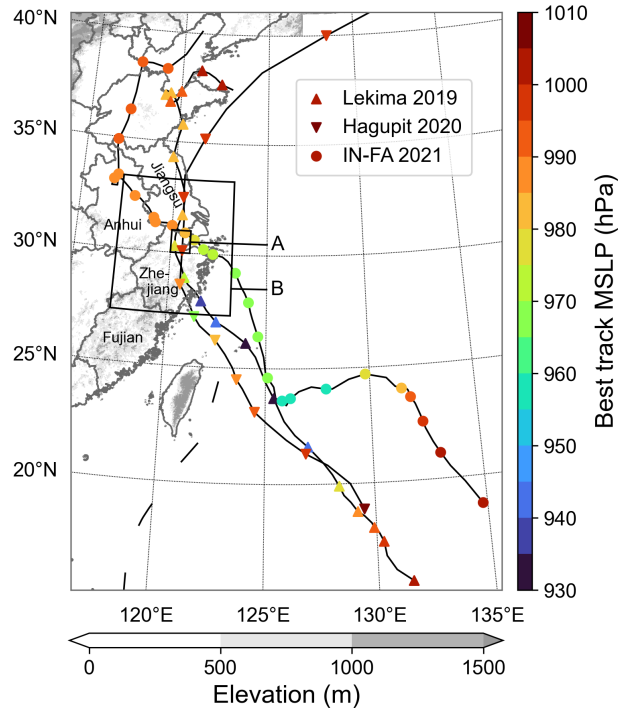 40°N
35°N
30°N
25°N
20°N
Lekima 2019
Hagupit 2020
IN-FA 2021
Jiangsu
Anhui
A
Zhe-
jiang
B
Fujian
120°E 125°E 130°E 135°E
1010
1000
990
980
970
960
950
940
930
Best track MSLP (hPa)
0 500 1000 1500
Elevation (m)